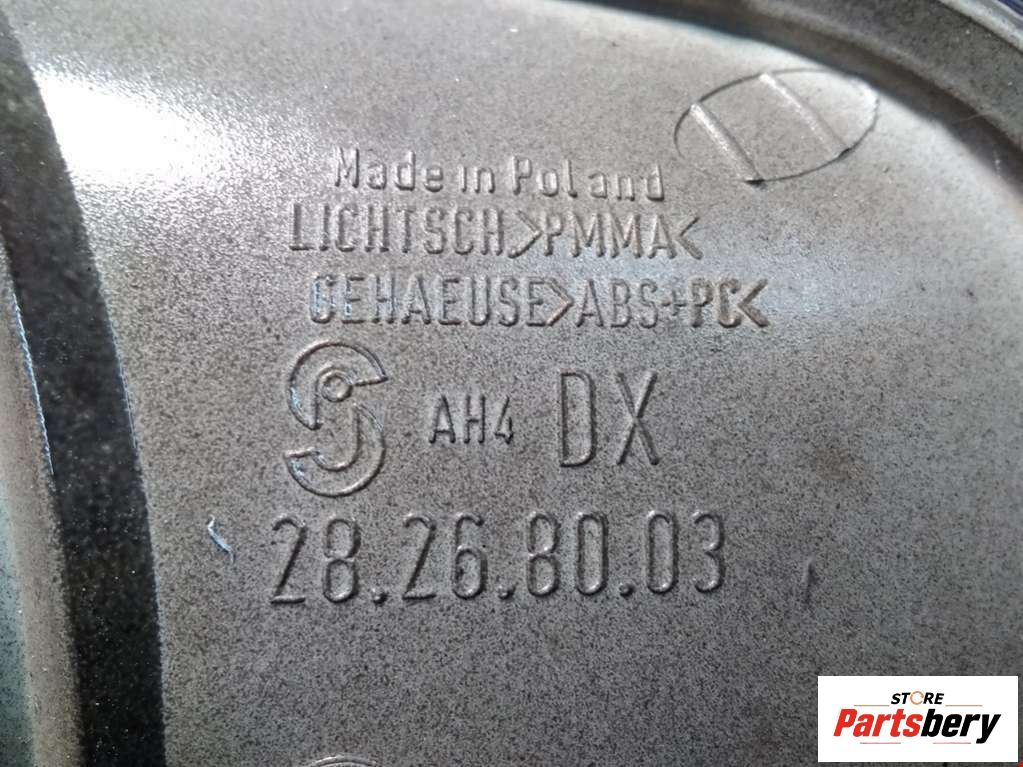 Made in Poland
LICHTSCH>PMMA<
GEHAEUSE>ABS+PC<
AH4 DX
28.26.80.03
STORE
Partsbery